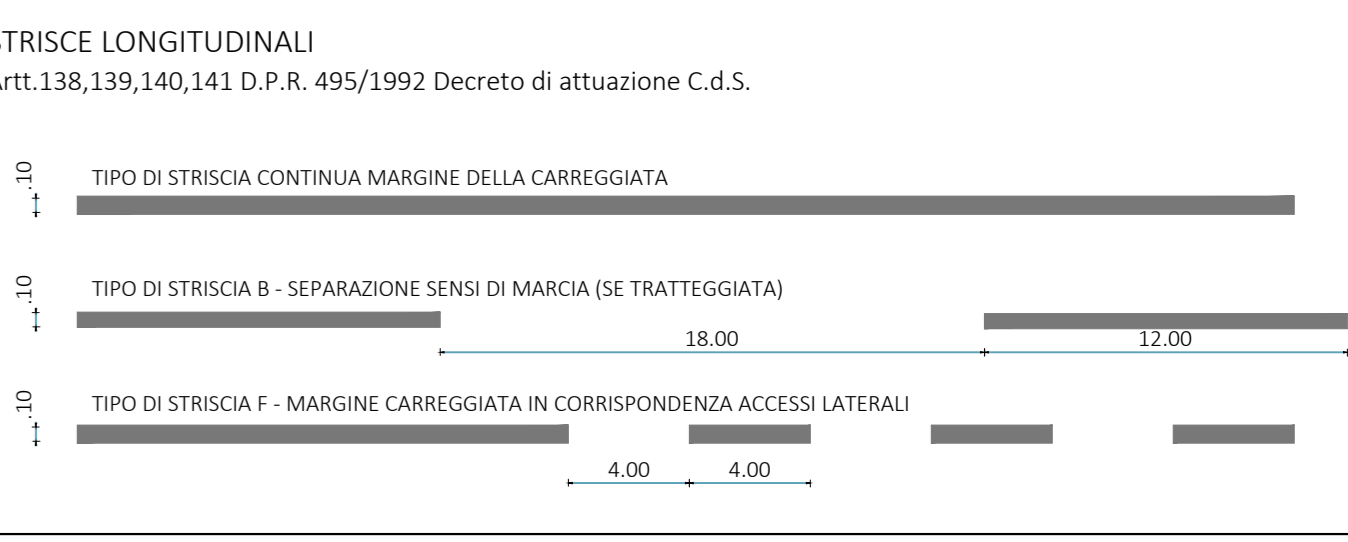 STRISCE LONGITUDINALI
Artt.138,139,140,141 D.P.R. 495/1992 Decreto di attuazione C.d.S.
.10
TIPO DI STRISCIA CONTINUA MARGINE DELLA CARREGGIATA
.10
TIPO DI STRISCIA B - SEPARAZIONE SENSI DI MARCIA (SE TRATTEGGIATA)
18.00
12.00
.10
TIPO DI STRISCIA F - MARGINE CARREGGIATA IN CORRISPONDENZA ACCESSI LATERALI
4.00
4.00